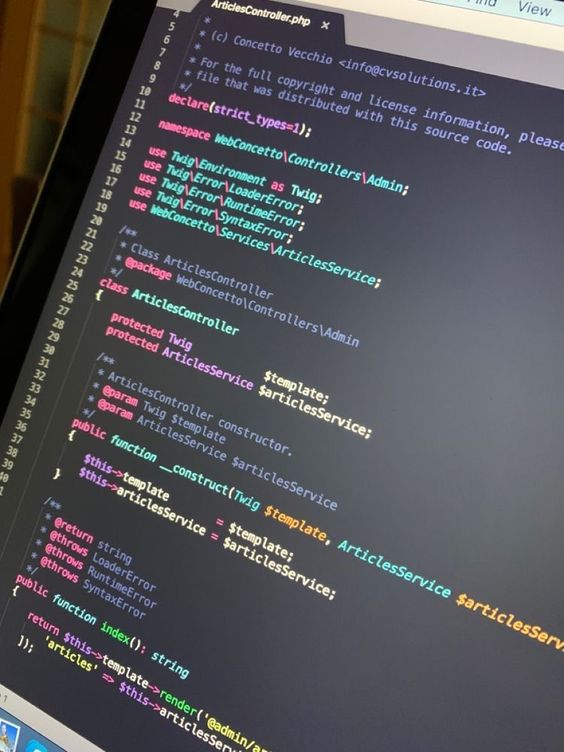 Find View
ArticlesController.php ×
4 *
5 * (c) Concetto Vecchio <info@cvsolutions.it>
6 *
7 * For the full copyright and license information, please
8 * file that was distributed with this source code.
9 */
10
11 declare(strict_types=1);
12
13 namespace WebConcetto\Controllers\Admin;
14
15 use Twig\Environment as Twig;
16 use Twig\Error\LoaderError;
17 use Twig\Error\RuntimeError;
18 use Twig\Error\SyntaxError;
19 use WebConcetto\Services\ArticlesService;
20
21 /**
22 * Class ArticlesController
23 * @package WebConcetto\Controllers\Admin
24 */
25 class ArticlesController
26 {
27
28 protected Twig $template;
29 protected ArticlesService $articlesService;
30
31 /**
32 * ArticlesController constructor.
33 * @param Twig $template
34 * @param ArticlesService $articlesService
35 */
36 public function __construct(Twig $template, ArticlesService $articlesServ
37 {
38 $this->template = $template;
39 $this->articlesService = $articlesService;
}
/**
* @return string
* @throws LoaderError
* @throws RuntimeError
* @throws SyntaxError
*/
public function index(): string
{
return $this->template->render('@admin/ar
'articles' => $this->articlesServ
]);